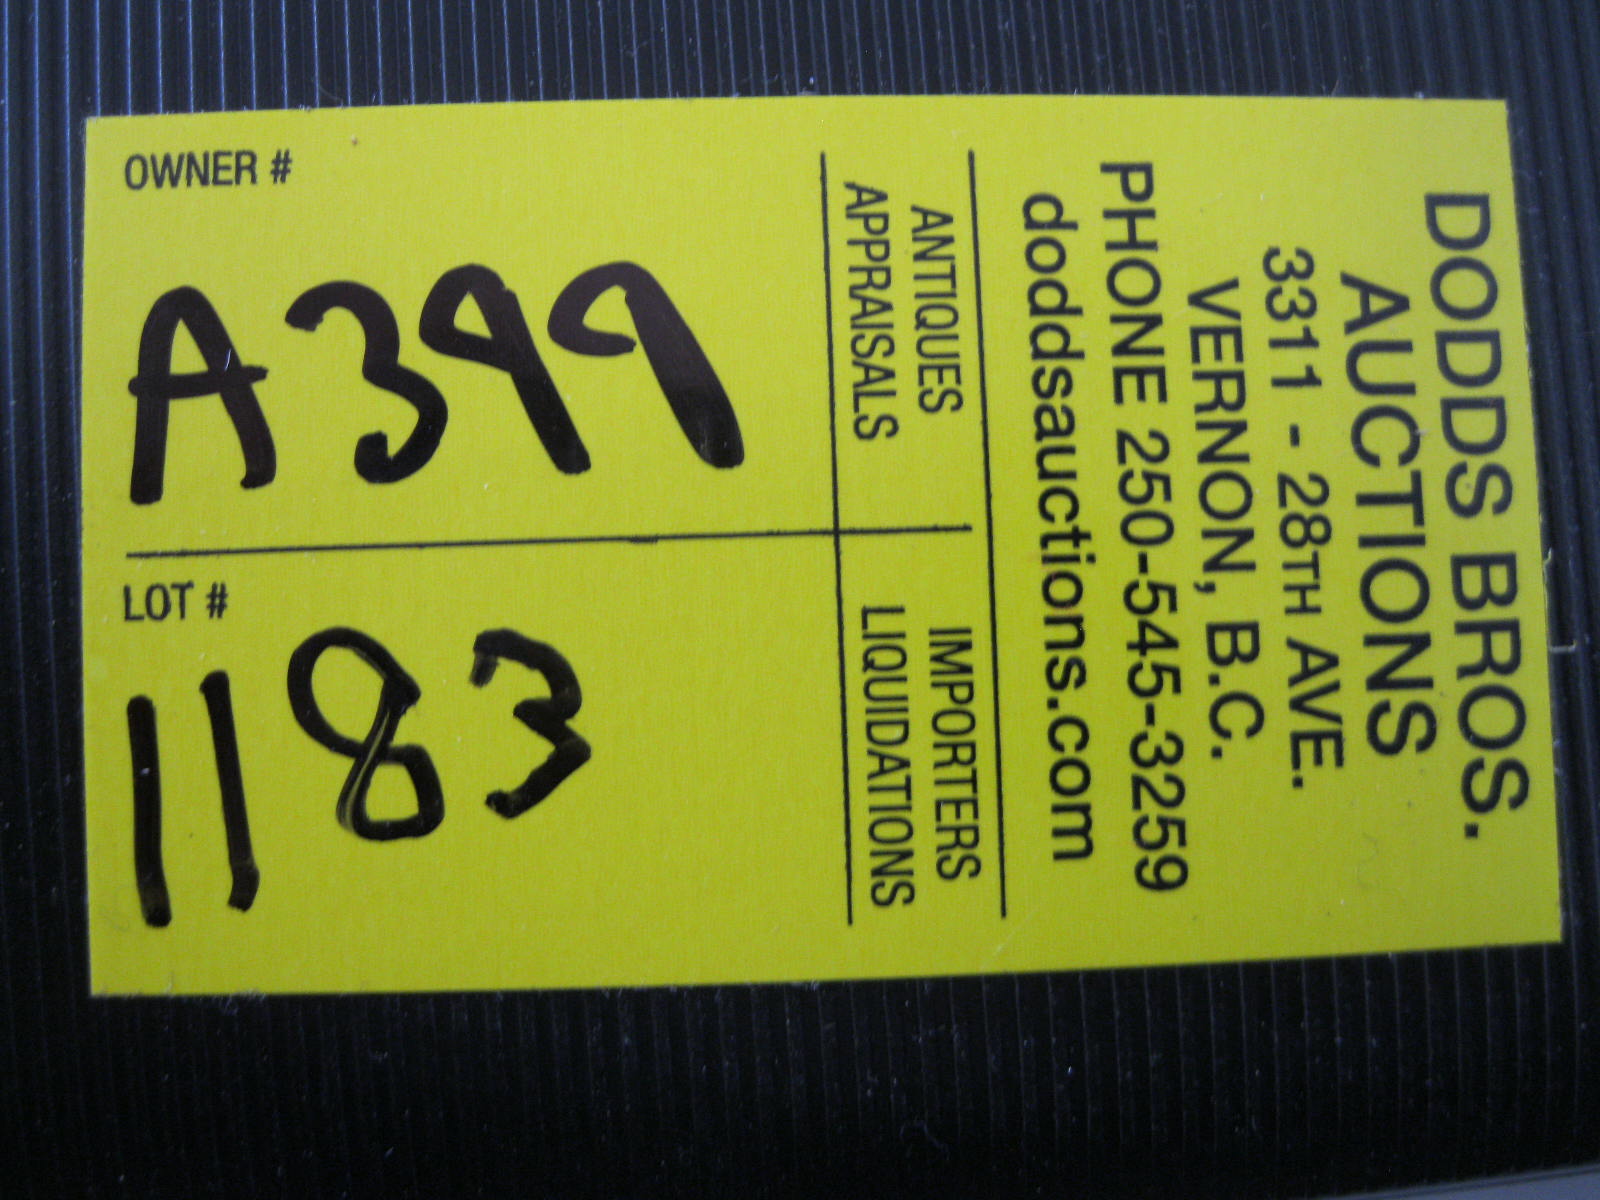 DODDS BROS.
AUCTIONS
3311 - 28TH AVE.
VERNON, B.C.
PHONE 250-545-3259
doddsauctions.com
ANTIQUES
APPRAISALS
IMPORTERS
LIQUIDATIONS
OWNER #
A399
LOT #
1183